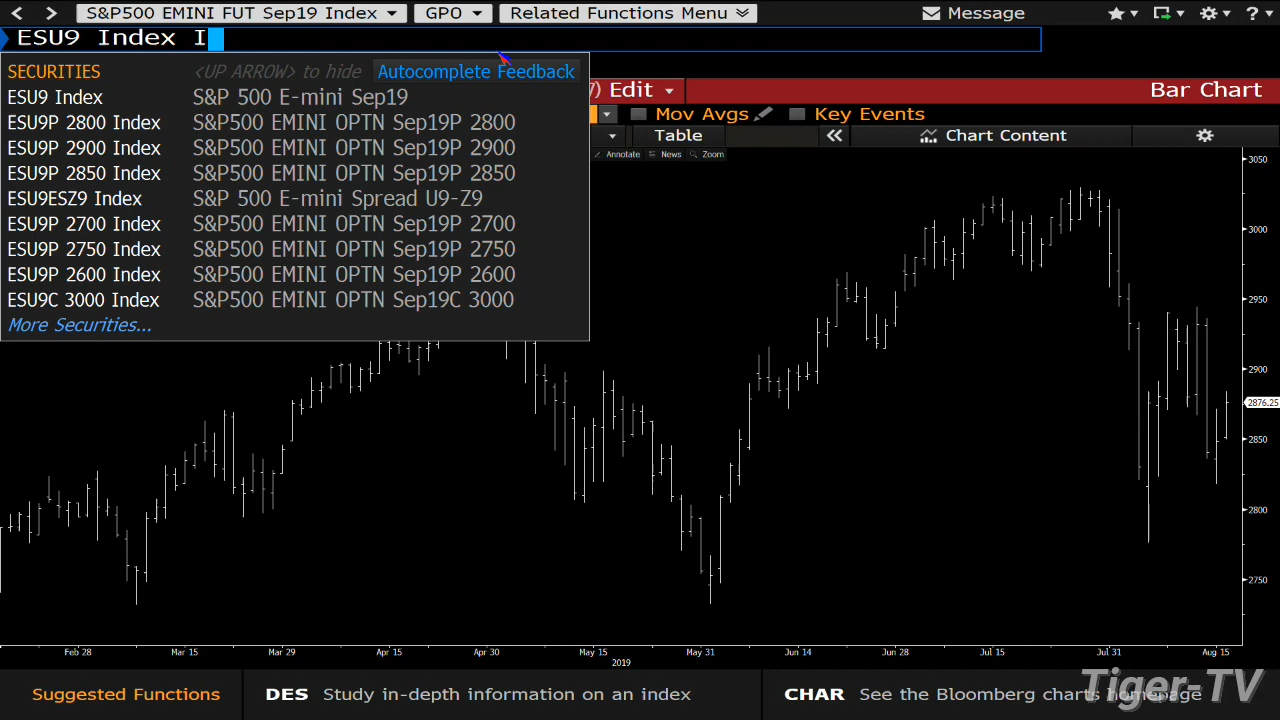 S&P500 EMINI FUT Sep19 Index GPO Related Functions Menu Message ?
ESU9 Index I
SECURITIES <UP ARROW> to hide Autocomplete Feedback
ESU9 Index S&P 500 E-mini Sep19
ESU9P 2800 Index S&P500 EMINI OPTN Sep19P 2800
ESU9P 2900 Index S&P500 EMINI OPTN Sep19P 2900
ESU9P 2850 Index S&P500 EMINI OPTN Sep19P 2850
ESU9ESZ9 Index S&P 500 E-mini Spread U9-Z9
ESU9P 2700 Index S&P500 EMINI OPTN Sep19P 2700
ESU9P 2750 Index S&P500 EMINI OPTN Sep19P 2750
ESU9P 2600 Index S&P500 EMINI OPTN Sep19P 2600
ESU9C 3000 Index S&P500 EMINI OPTN Sep19C 3000
More Securities...
7) Edit Bar Chart
Mov Avgs Key Events
Table Chart Content
Annotate News Zoom
3050
3000
2950
2900
2876.25
2850
2800
2750
Feb 28 Mar 15 Mar 29 Apr 15 Apr 30 May 15 May 31 Jun 14 Jun 28 Jul 15 Jul 31 Aug 15
2019
Suggested Functions DES Study in-depth information on an index CHAR See the Bloomberg charts homepage
Tiger-TV